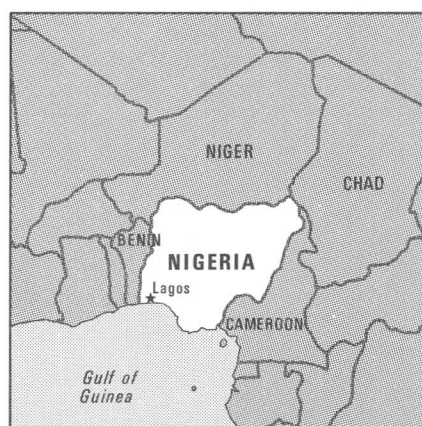 NIGER
CHAD
BENIN
NIGERIA
Lagos
CAMEROON
Gulf of
Guinea